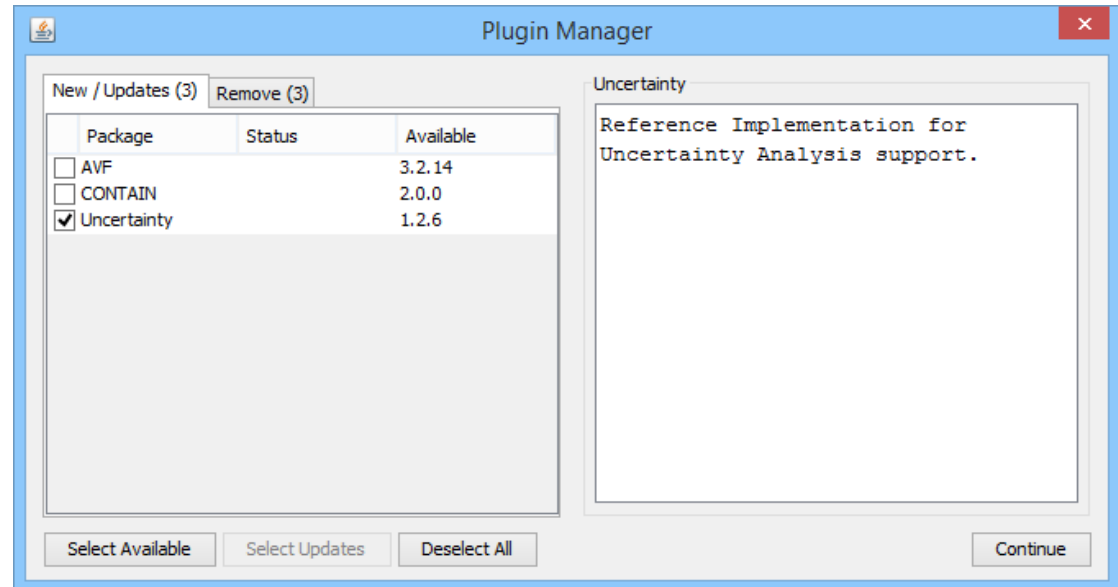 Plugin Manager
New / Updates (3) Remove (3)
Package Status Available
AVF 3.2.14
CONTAIN 2.0.0
Uncertainty 1.2.6
Select Available Select Updates Deselect All
Uncertainty
Reference Implementation for
Uncertainty Analysis support.
Continue